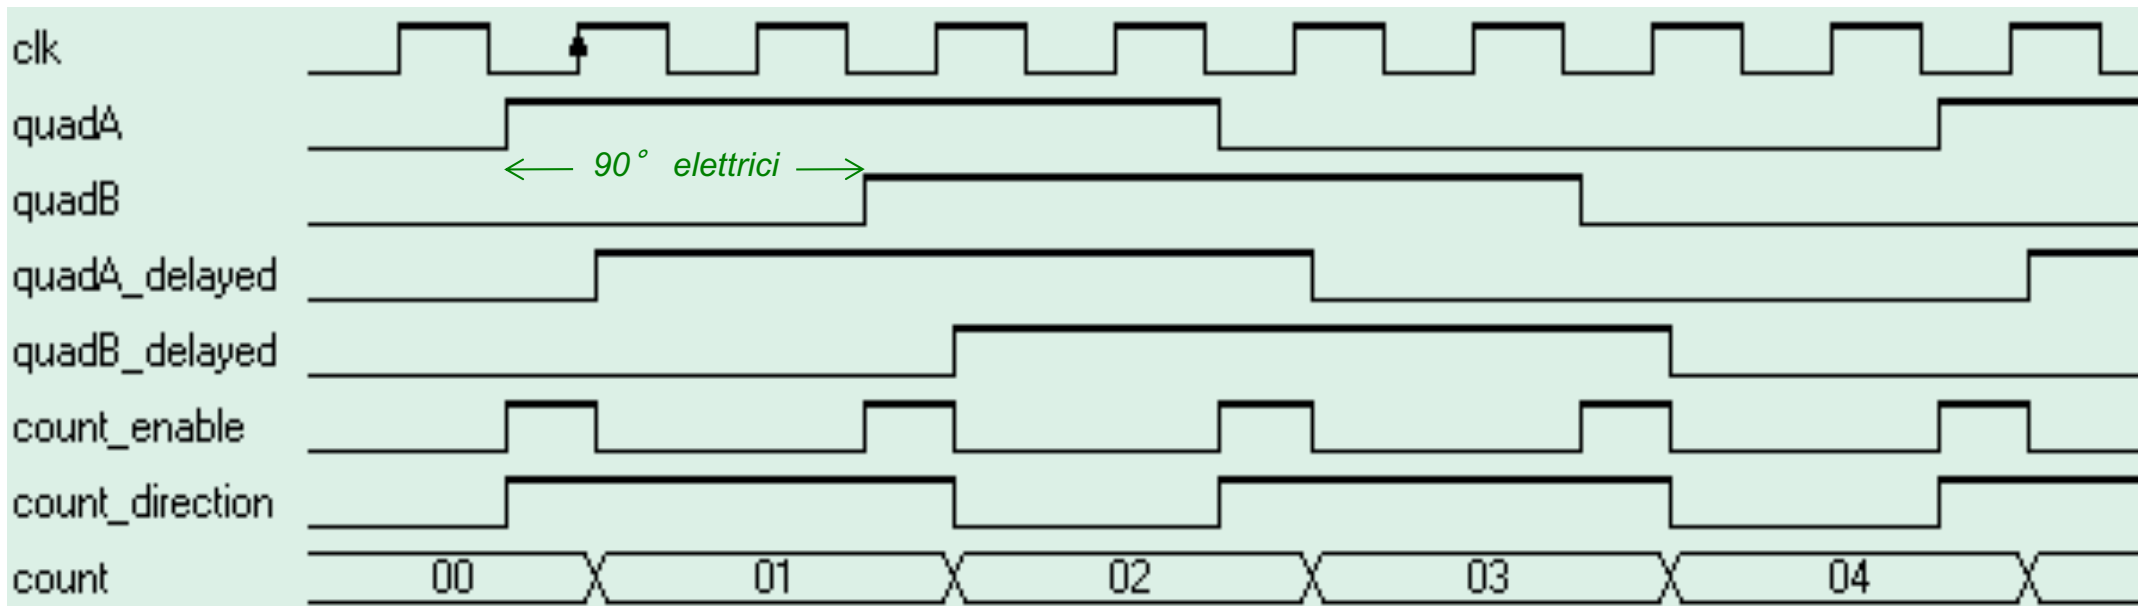 clk
quadA
90° elettrici
quadB
quadA_delayed
quadB_delayed
count_enable
count_direction
count 00 01 02 03 04